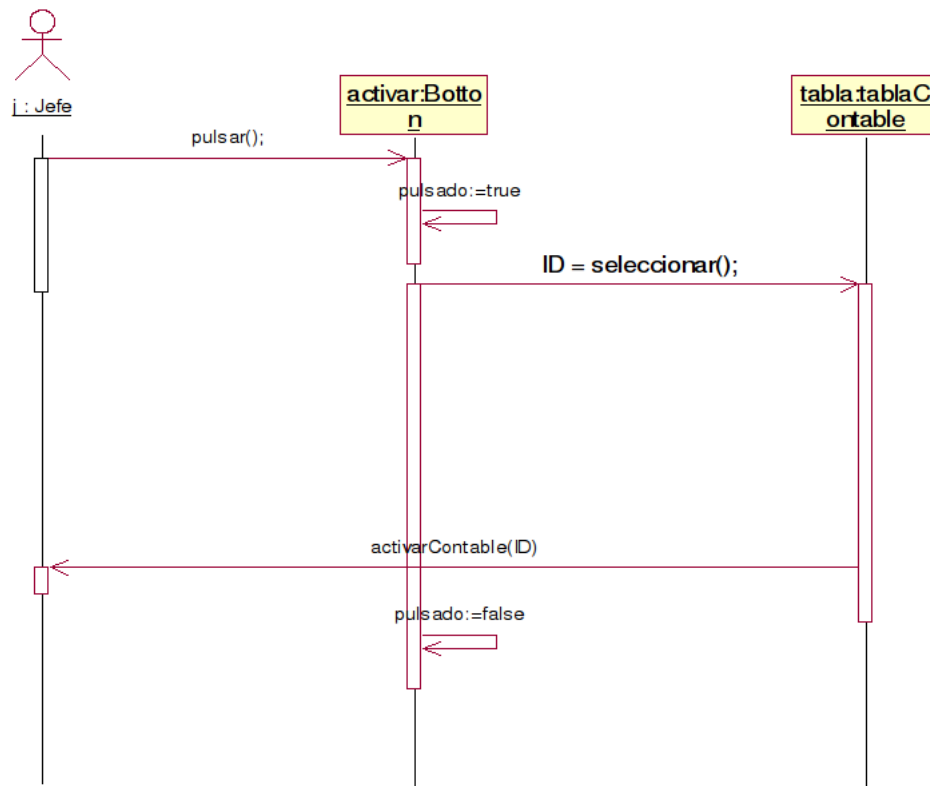 j : Jefe
activar:Botto
n
tabla:tablaC
ontable
pulsar();
pulsado:=true
ID = seleccionar();
activarContable(ID)
pulsado:=false